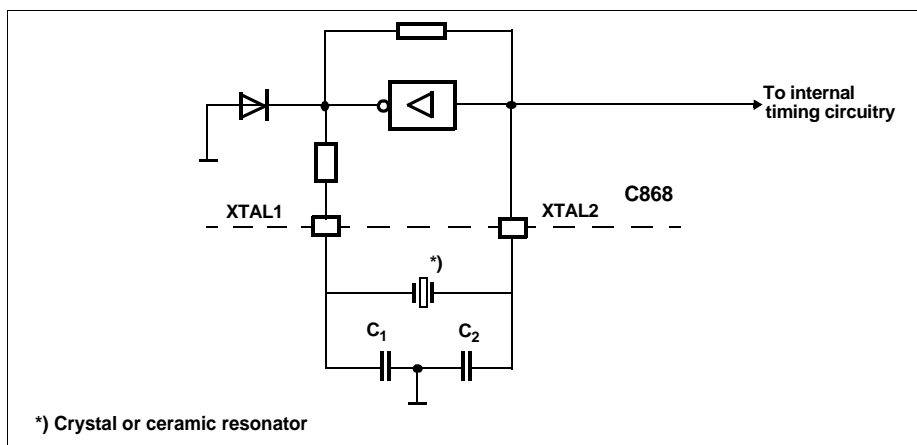 To internal
timing circuitry
C868
XTAL1
XTAL2
*)
C1
C2
*) Crystal or ceramic resonator